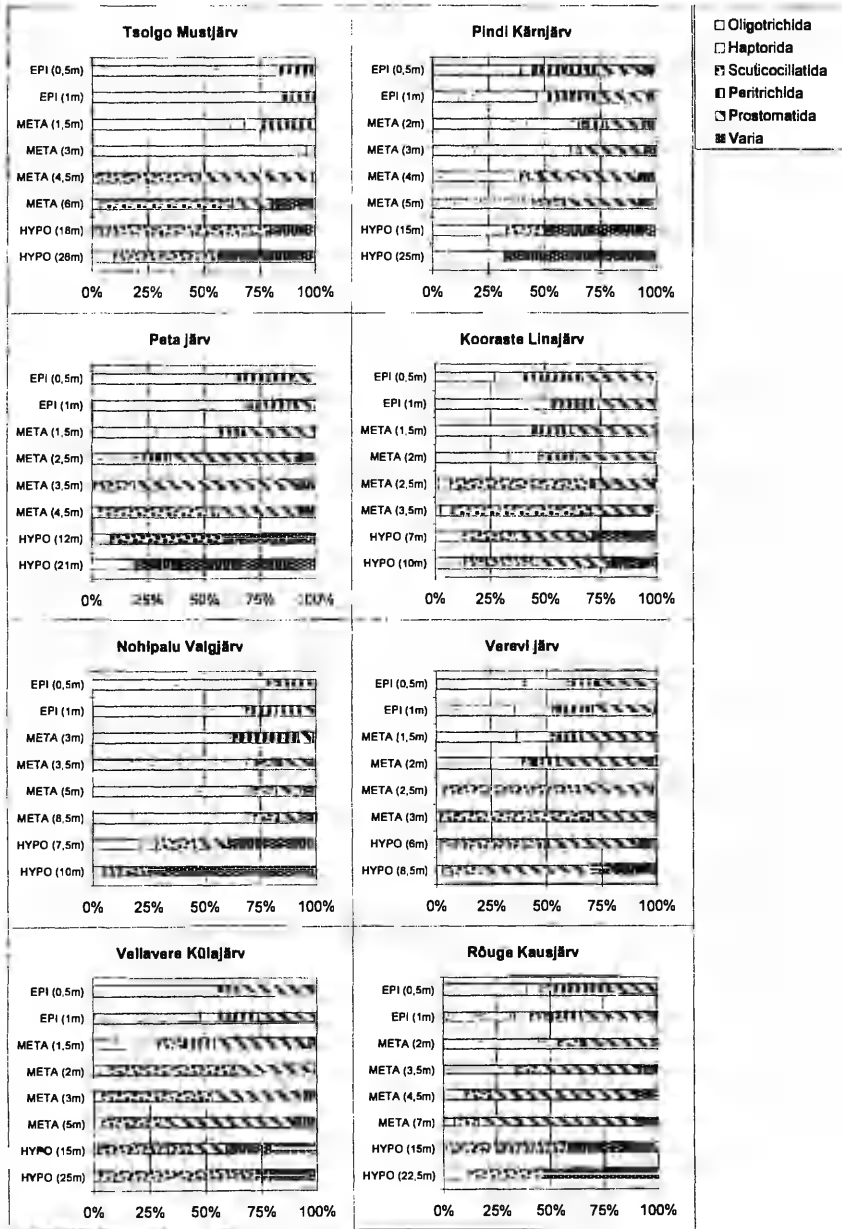 Tsolgo Mustjärv
EPI (0,5m)
EPI (1m)
META (1,5m)
META (3m)
META (4,5m)
META (6m)
HYPO (18m)
HYPO (26m)
0% 25% 50% 75% 100%
Pindi Kärnjärv
EPI (0,5m)
EPI (1m)
META (2m)
META (3m)
META (4m)
META (5m)
HYPO (15m)
HYPO (25m)
0% 25% 50% 75% 100%
Oligotrichida
Haptorida
Scuticociliatida
Peritrichida
Prostomatida
Varia
Peta järv
EPI (0,5m)
EPI (1m)
META (1,5m)
META (2,5m)
META (3,5m)
META (4,5m)
HYPO (12m)
HYPO (21m)
0% 25% 50% 75% 100%
Kooraste Linajärv
EPI (0,5m)
EPI (1m)
META (1,5m)
META (2m)
META (2,5m)
META (3,5m)
HYPO (7m)
HYPO (10m)
0% 25% 50% 75% 100%
Nohipalu Valgjärv
EPI (0,5m)
EPI (1m)
META (3m)
META (3,5m)
META (5m)
META (8,5m)
HYPO (7,5m)
HYPO (10m)
0% 25% 50% 75% 100%
Verevi järv
EPI (0,5m)
EPI (1m)
META (1,5m)
META (2m)
META (2,5m)
META (3m)
HYPO (6m)
HYPO (8,5m)
0% 25% 50% 75% 100%
Vellavere Külajärv
EPI (0,5m)
EPI (1m)
META (1,5m)
META (2m)
META (3m)
META (5m)
HYPO (15m)
HYPO (25m)
0% 25% 50% 75% 100%
Rõuge Kausjärv
EPI (0,5m)
EPI (1m)
META (2m)
META (3,5m)
META (4,5m)
META (7m)
HYPO (15m)
HYPO (22,5m)
0% 25% 50% 75% 100%